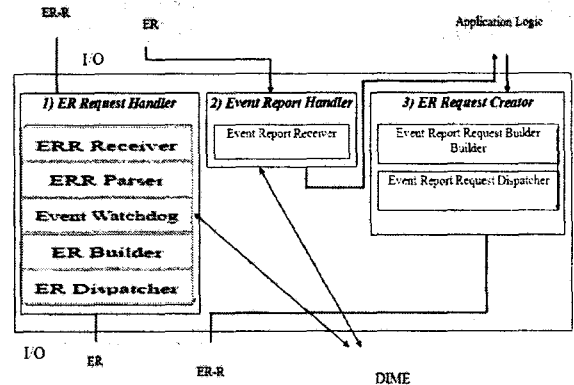 ER-R
ER
Application Logic
I/O
1) ER Request Handler
ERR Receiver
ERR Parser
Event Watchdog
ER Builder
ER Dispatcher
2) Event Report Handler
Event Report Receiver
3) ER Request Creator
Event Report Request Builder
Builder
Event Report Request Dispatcher
I/O
ER
ER-R
DIME